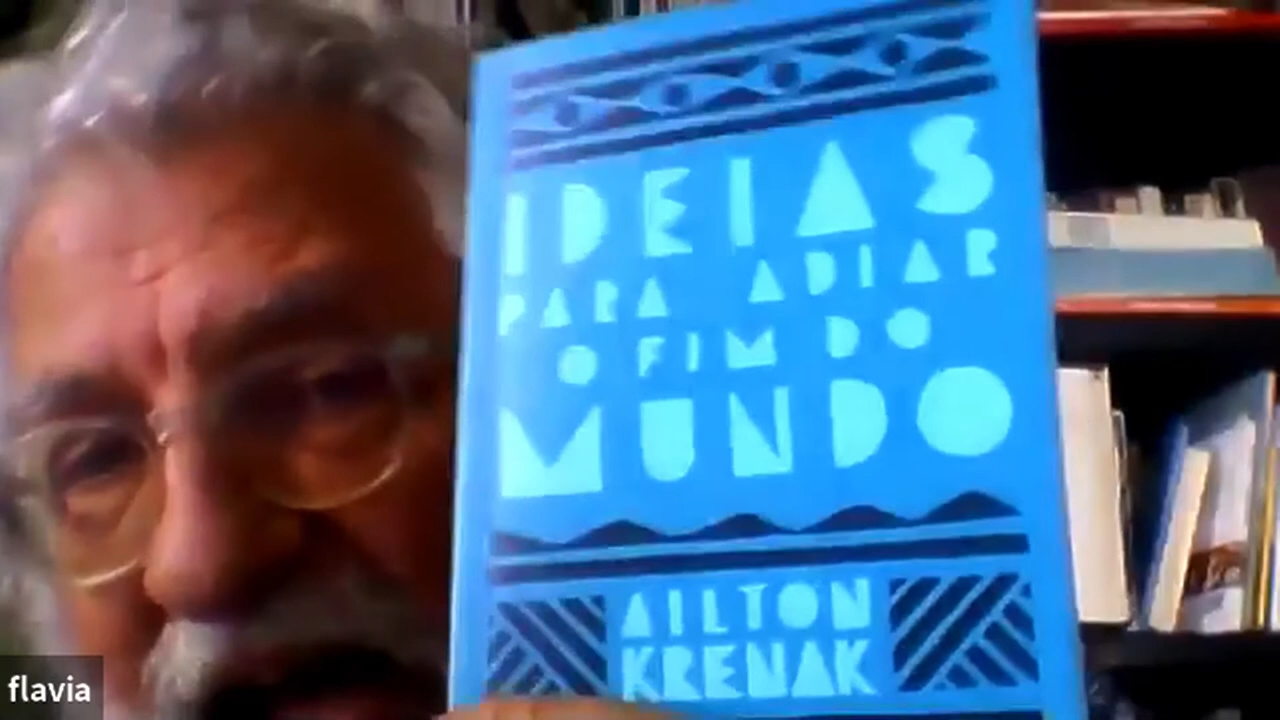 IDEIAS
PARA ADIAR
O FIM DO
MUNDO
AILTON
KRENAK
flavia